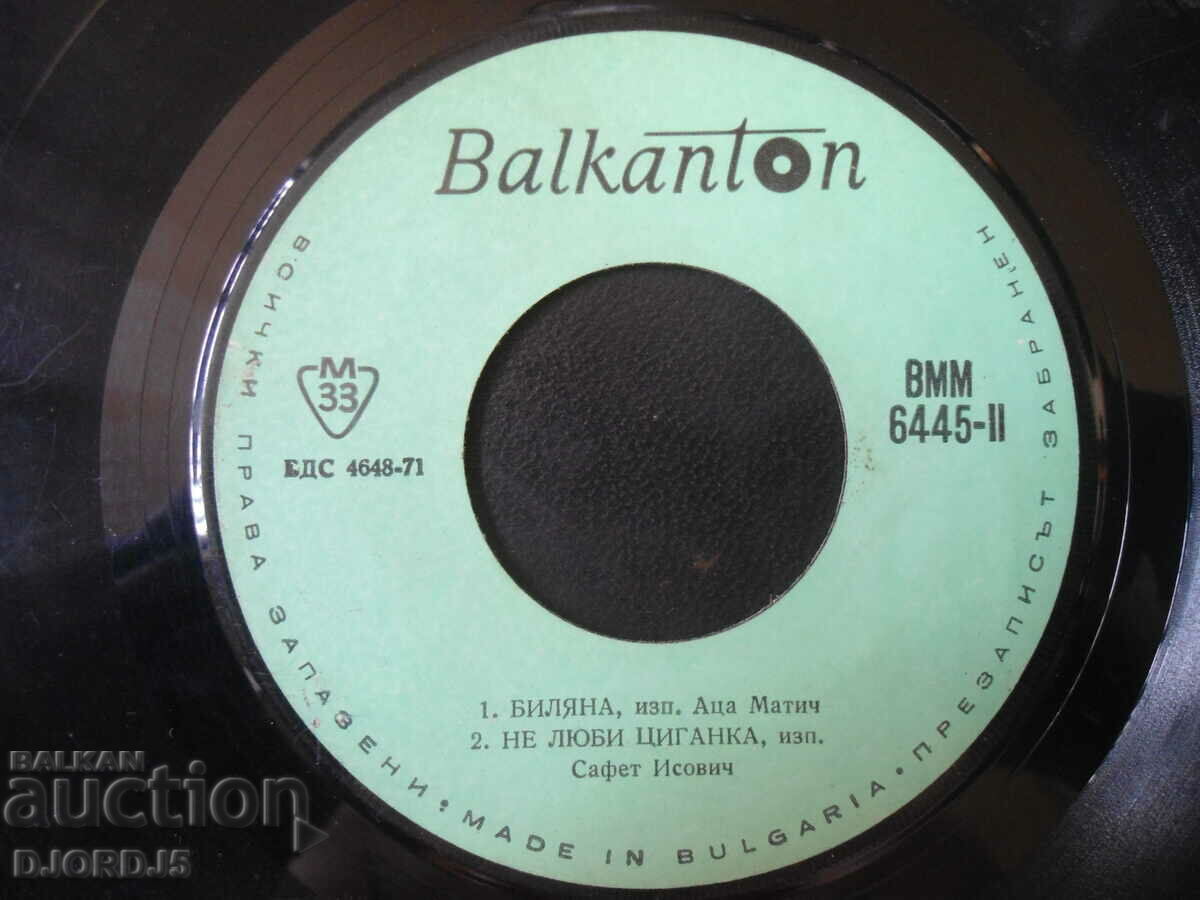 Balkanton
М
33
БДС 4648-71
ВММ
6445-II
1. БИЛЯНА, изп. Аца Матич
2. НЕ ЛЮБИ ЦИГАНКА, изп.
Сафет Исович
ВСИЧКИ ПРАВА ЗАПАЗЕНИ • MADE IN BULGARIA • ПРЕЗАПИСЪТ ЗАБРАНЕН
BALKAN
auction
DJORDJ5